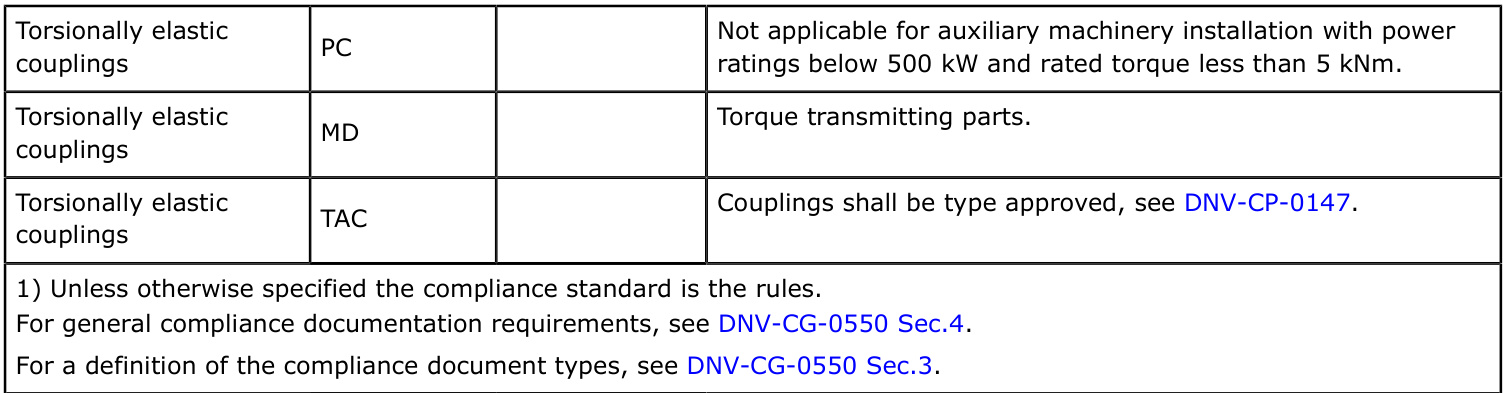 Torsionally elastic
couplings
PC
Not applicable for auxiliary machinery installation with power
ratings below 500 kW and rated torque less than 5 kNm.
Torsionally elastic
couplings
MD
Torque transmitting parts.
Torsionally elastic
couplings
TAC
Couplings shall be type approved, see DNV-CP-0147.
1) Unless otherwise specified the compliance standard is the rules.
For general compliance documentation requirements, see DNV-CG-0550 Sec.4.
For a definition of the compliance document types, see DNV-CG-0550 Sec.3.